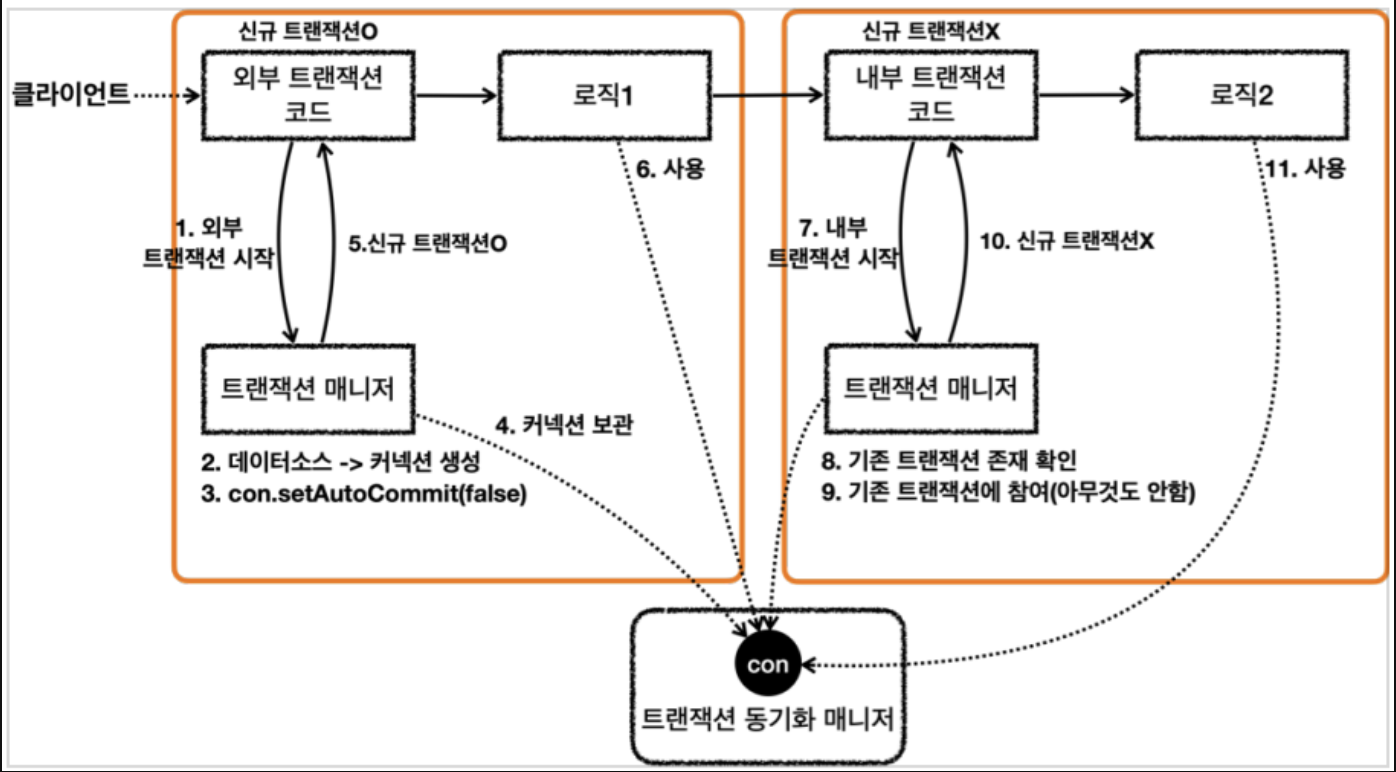 신규 트랜잭션O
클라이언트
외부 트랜잭션
코드
로직1
1. 외부
트랜잭션 시작
5.신규 트랜잭션O
6. 사용
트랜잭션 매니저
4. 커넥션 보관
2. 데이터소스 -> 커넥션 생성
3. con.setAutoCommit(false)
신규 트랜잭션X
내부 트랜잭션
코드
로직2
7. 내부
트랜잭션 시작
10. 신규 트랜잭션X
11. 사용
트랜잭션 매니저
8. 기존 트랜잭션 존재 확인
9. 기존 트랜잭션에 참여(아무것도 안함)
con
트랜잭션 동기화 매니저